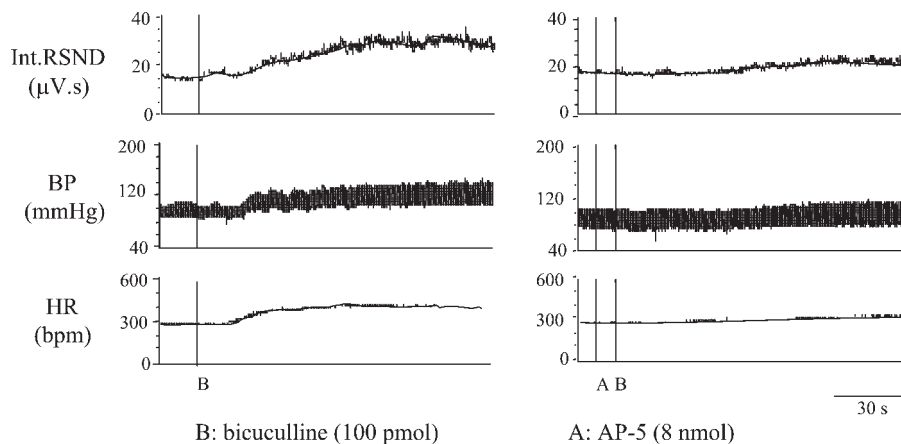 40
20
0
Int.RSND
(µV.s)
40
20
0
200
120
40
BP
(mmHg)
200
120
40
600
300
0
HR
(bpm)
600
300
0
B
A B
30 s
B: bicuculline (100 pmol)
A: AP-5 (8 nmol)